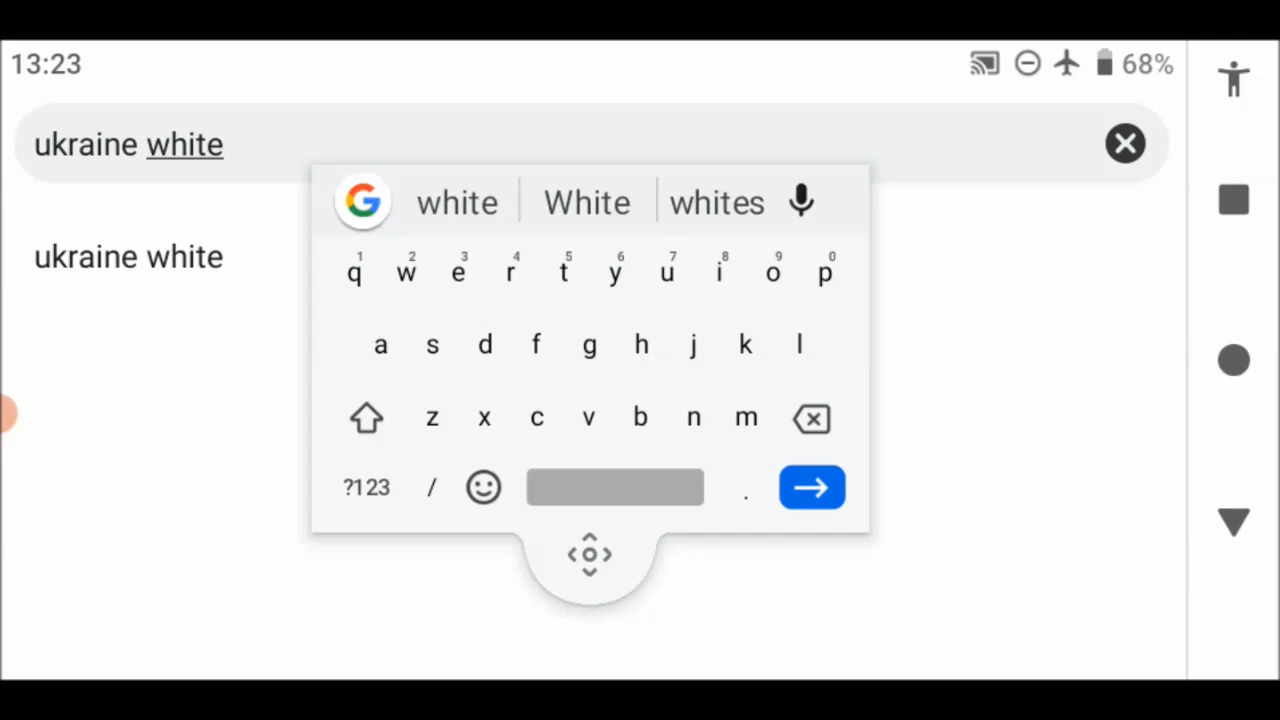 13:23 68%
ukraine white
white White whites
ukraine white
1 2 3 4 5 6 7 8 9 0
q w e r t y u i o p
a s d f g h j k l
z x c v b n m
?123 / .